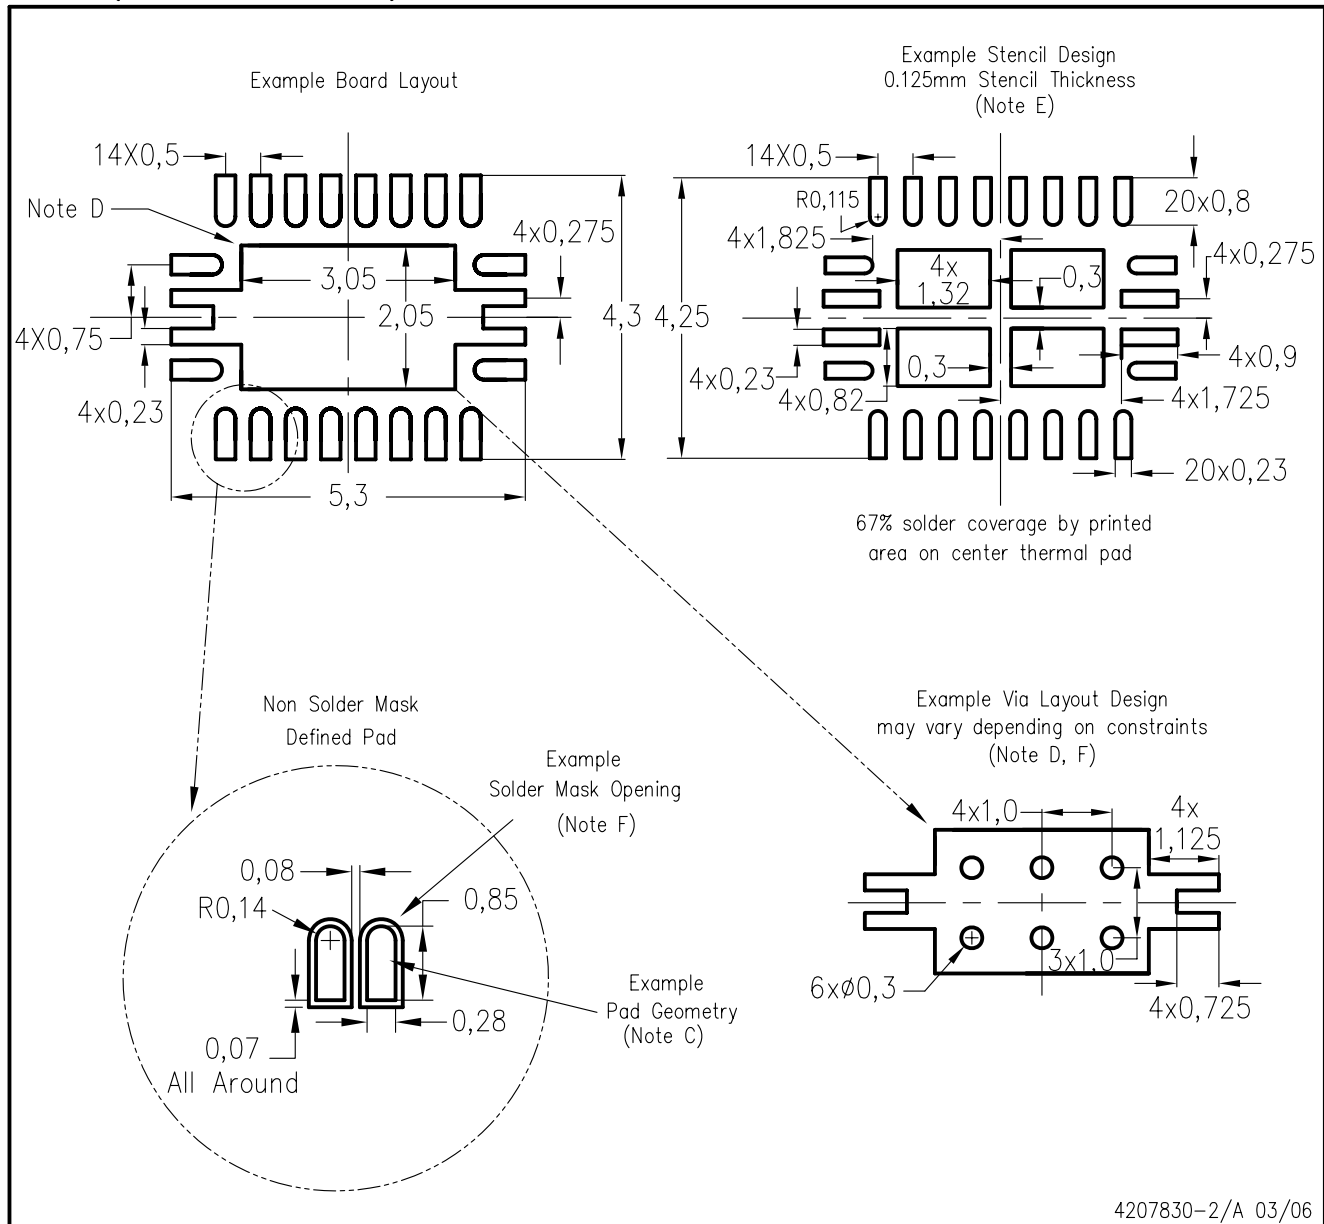 Example Board Layout
14X0,5
Note D
4x0,275
3,05
2,05
4,3
4X0,75
4x0,23
5,3
Example Stencil Design
0.125mm Stencil Thickness
(Note E)
14X0,5
R0,115
20x0,8
4x1,825
4x0,275
4x
1,32
0,3
4,25
4x0,23
0,3
4x0,9
4x0,82
4x1,725
20x0,23
67% solder coverage by printed
area on center thermal pad
Non Solder Mask
Defined Pad
Example
Solder Mask Opening
(Note F)
0,08
R0,14
0,85
0,28
0,07
All Around
Example
Pad Geometry
(Note C)
Example Via Layout Design
may vary depending on constraints
(Note D, F)
4x1,0
4x
1,125
3x1,0
6xø0,3
4x0,725
4207830-2/A 03/06